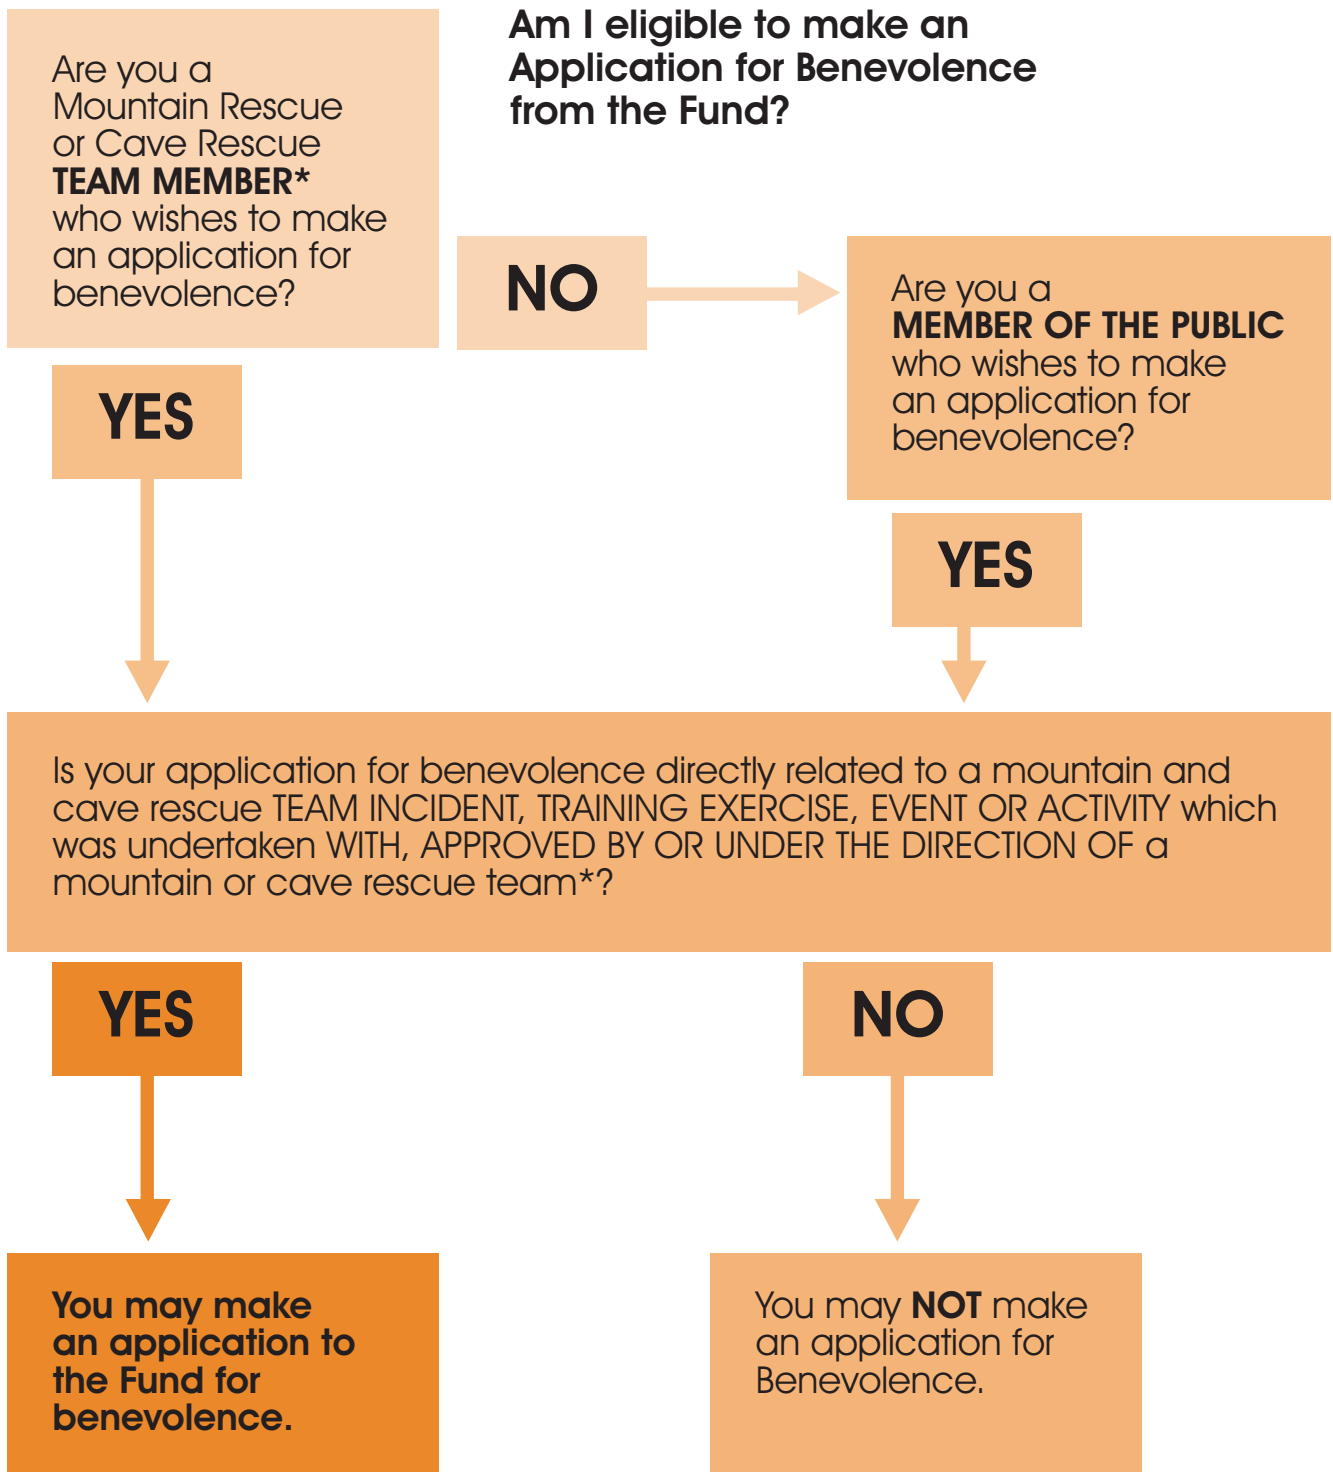 Am I eligible to make an
Application for Benevolence
from the Fund?
Are you a
Mountain Rescue
or Cave Rescue
TEAM MEMBER*
who wishes to make
an application for
benevolence?
NO
Are you a
MEMBER OF THE PUBLIC
who wishes to make
an application for
benevolence?
YES
YES
Is your application for benevolence directly related to a mountain and
cave rescue TEAM INCIDENT, TRAINING EXERCISE, EVENT OR ACTIVITY which
was undertaken WITH, APPROVED BY OR UNDER THE DIRECTION OF a
mountain or cave rescue team*?
YES
NO
You may make
an application to
the Fund for
benevolence.
You may NOT make
an application for
Benevolence.